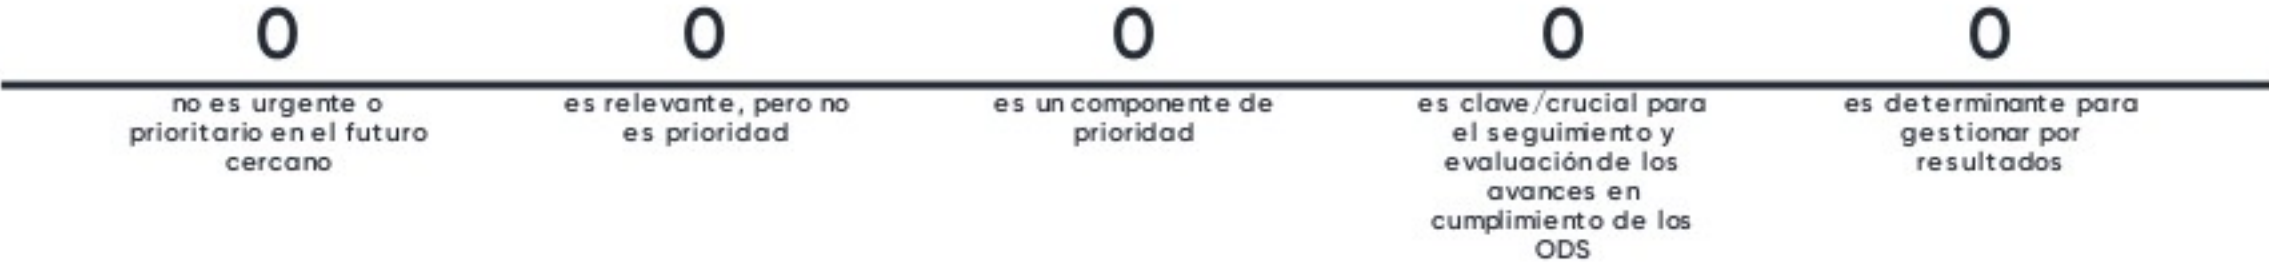 0 0 0 0 0
no es urgente o
prioritario en el futuro
cercano
es relevante, pero no
es prioridad
es un componente de
prioridad
es clave/crucial para
el seguimiento y
evaluación de los
avances en
cumplimiento de los
ODS
es determinante para
gestionar por
resultados